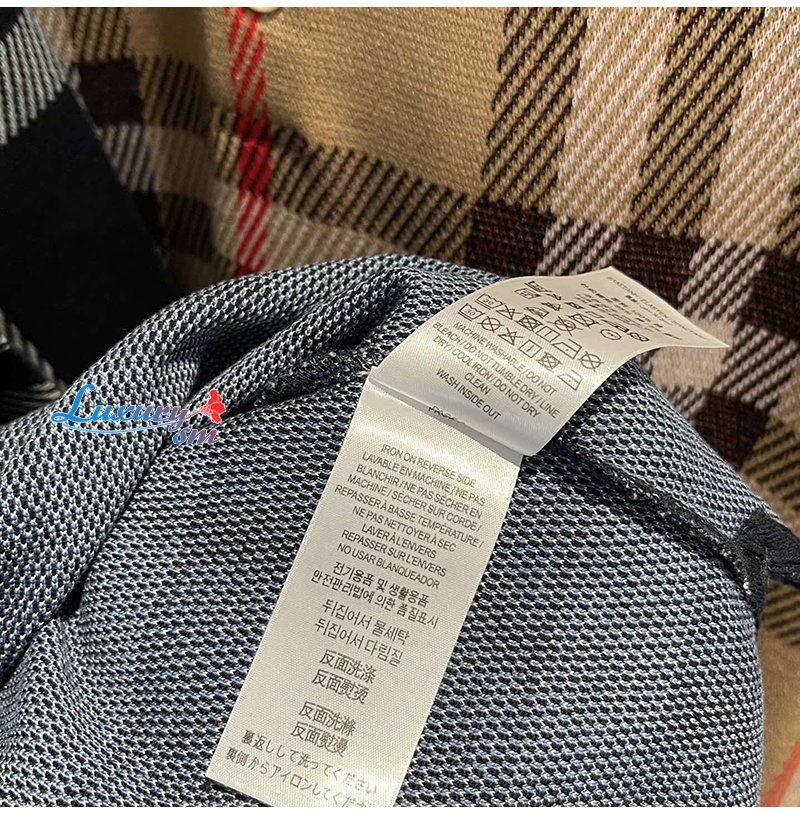 MACHINE WASHABLE / DO NOT
BLEACH / DO NOT TUMBLE DRY / LINE
DRY / COOL IRON / DO NOT DRY
CLEAN
WASH INSIDE OUT
IRON ON REVERSE SIDE
LAVABLE EN MACHINE / NE PAS
BLANCHIR / NE PAS SÉCHER EN
MACHINE / SÉCHER SUR CORDE /
REPASSER À BASSE TEMPÉRATURE /
NE PAS NETTOYER À SEC
LAVER À L'ENVERS
REPASSER SUR L'ENVERS
NO USAR BLANQUEADOR
전기용품 및 생활용품
안전관리법에 의한 품질표시
뒤집어서 물세탁
뒤집어서 다림질
反面洗涤
反面熨烫
反面洗滌
反面熨燙
裏返しして洗ってください
裏側からアイロンしてくだ
Luxury
sm